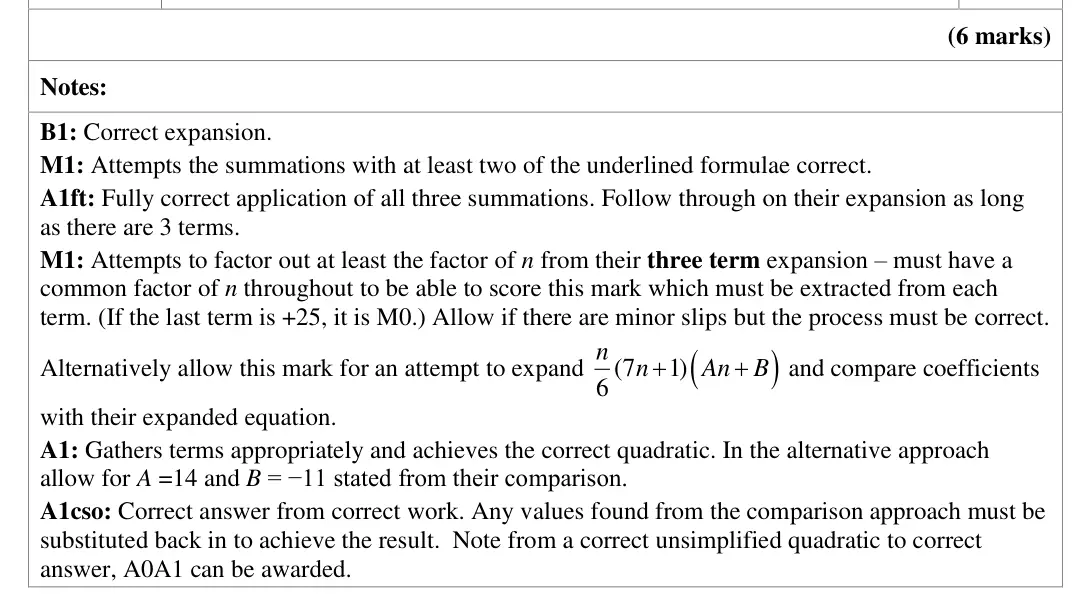 (6 marks)
Notes:
B1: Correct expansion.
M1: Attempts the summations with at least two of the underlined formulae correct.
A1ft: Fully correct application of all three summations. Follow through on their expansion as long
as there are 3 terms.
M1: Attempts to factor out at least the factor of n from their three term expansion – must have a
common factor of n throughout to be able to score this mark which must be extracted from each
term. (If the last term is +25, it is M0.) Allow if there are minor slips but the process must be correct.
Alternatively allow this mark for an attempt to expand n/6 (7n+1)(An+B) and compare coefficients
with their expanded equation.
A1: Gathers terms appropriately and achieves the correct quadratic. In the alternative approach
allow for A =14 and B = −11 stated from their comparison.
A1cso: Correct answer from correct work. Any values found from the comparison approach must be
substituted back in to achieve the result.  Note from a correct unsimplified quadratic to correct
answer, A0A1 can be awarded.